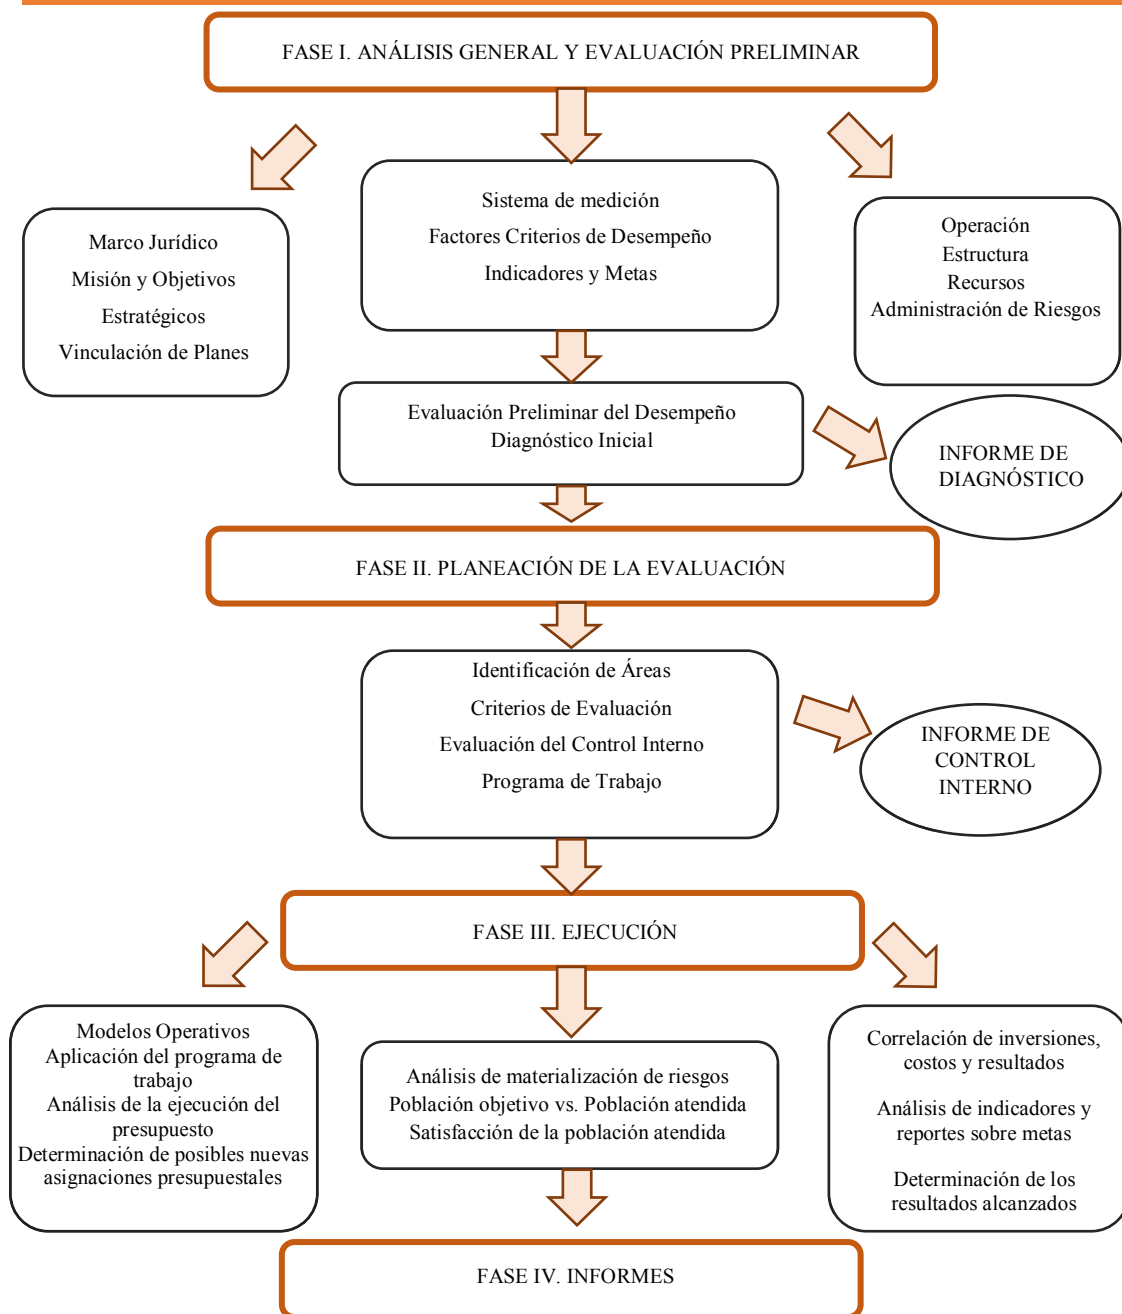 FASE I. ANÁLISIS GENERAL Y EVALUACIÓN PRELIMINAR
Marco Jurídico
Misión y Objetivos
Estratégicos
Vinculación de Planes
Sistema de medición
Factores Criterios de Desempeño
Indicadores y Metas
Operación
Estructura
Recursos
Administración de Riesgos
Evaluación Preliminar del Desempeño
Diagnóstico Inicial
INFORME DE
DIAGNÓSTICO
FASE II. PLANEACIÓN DE LA EVALUACIÓN
Identificación de Áreas
Criterios de Evaluación
Evaluación del Control Interno
Programa de Trabajo
INFORME DE
CONTROL
INTERNO
FASE III. EJECUCIÓN
Modelos Operativos
Aplicación del programa de
trabajo
Análisis de la ejecución del
presupuesto
Determinación de posibles nuevas
asignaciones presupuestales
Análisis de materialización de riesgos
Población objetivo vs. Población atendida
Satisfacción de la población atendida
Correlación de inversiones,
costos y resultados
Análisis de indicadores y
reportes sobre metas
Determinación de los
resultados alcanzados
FASE IV. INFORMES